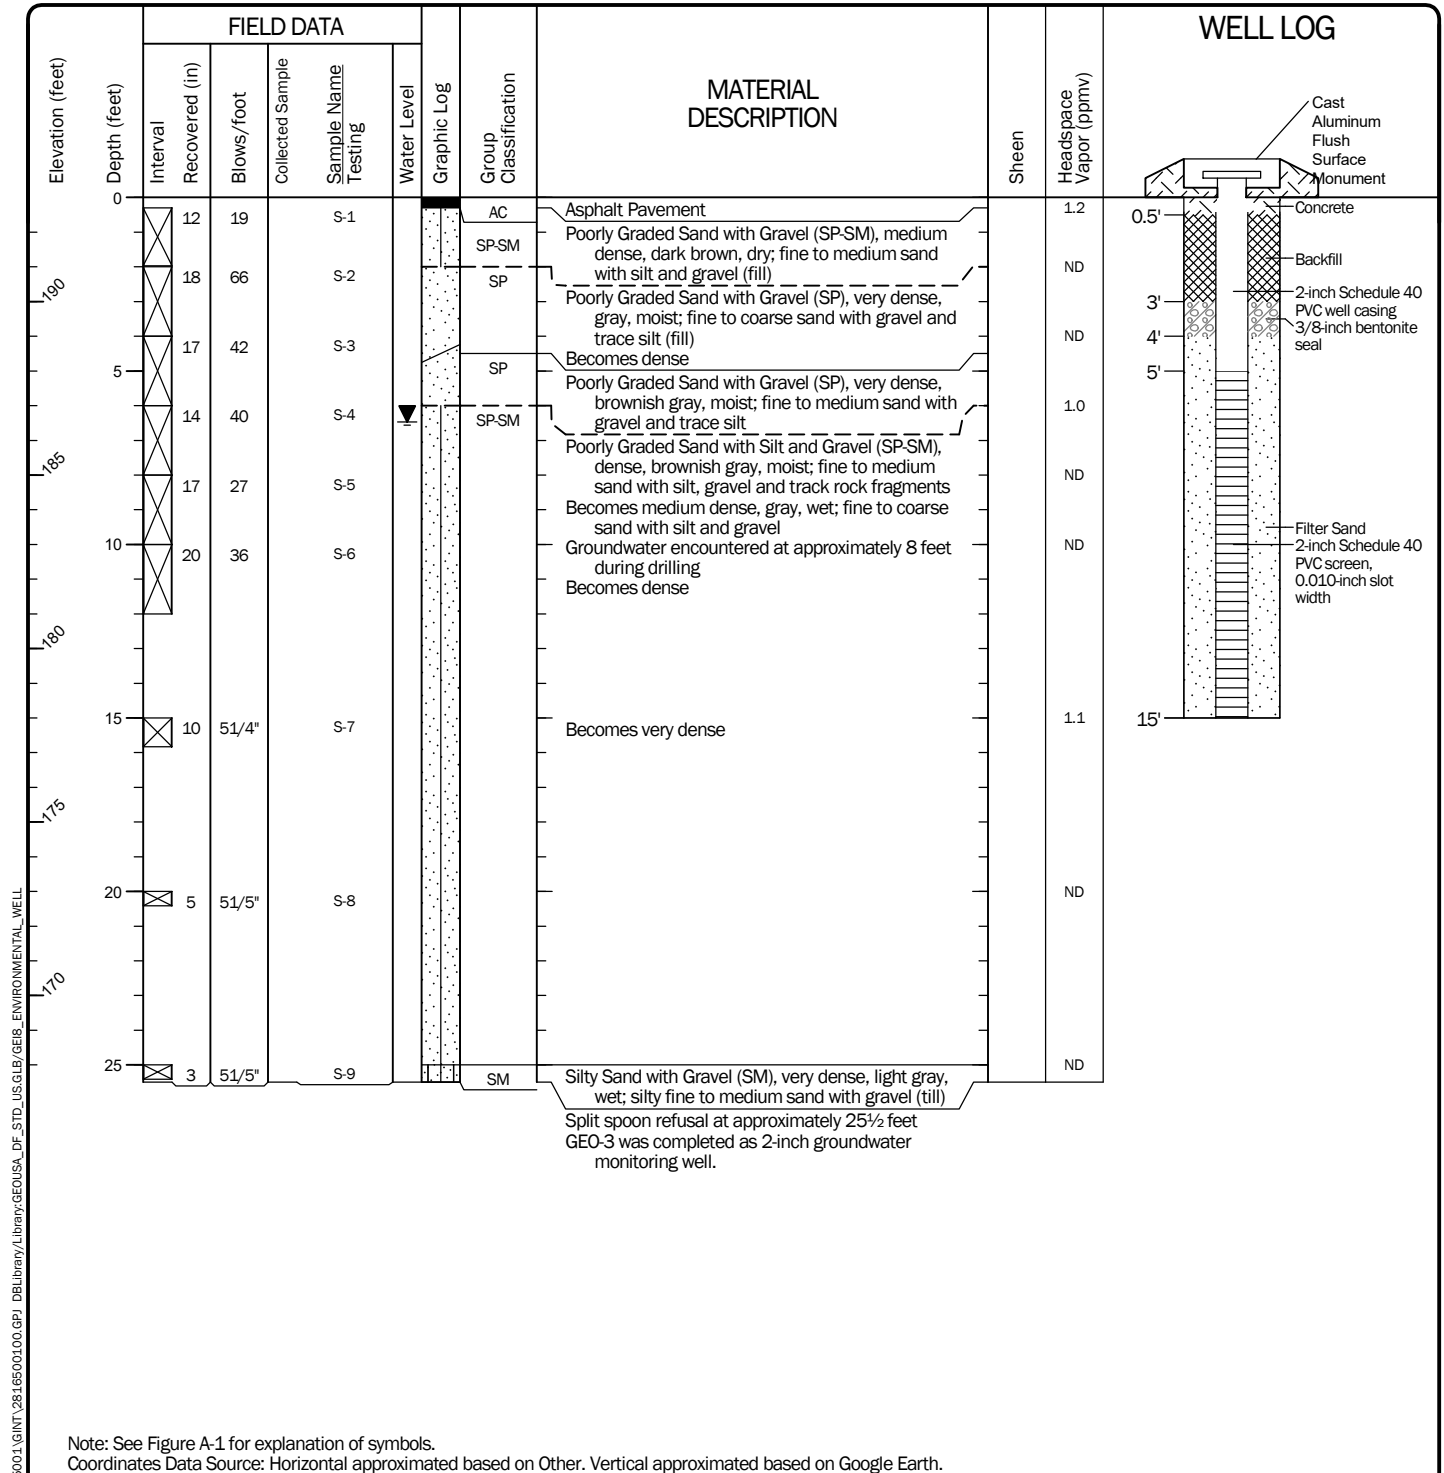 FIELD DATA
WELL LOG
Elevation (feet)
Depth (feet)
Interval
Recovered (in)
Blows/foot
Collected Sample
Sample Name
Testing
Water Level
Graphic Log
Group
Classification
MATERIAL
DESCRIPTION
Sheen
Headspace
Vapor (ppmv)
Cast
Aluminum
Flush
Surface
Monument
0
12 19 S-1
AC
Asphalt Pavement
1.2
0.5'
Concrete
SP-SM
Poorly Graded Sand with Gravel (SP-SM), medium
dense, dark brown, dry; fine to medium sand
with silt and gravel (fill)
18 66 S-2
SP
ND
Backfill
190
Poorly Graded Sand with Gravel (SP), very dense,
gray, moist; fine to coarse sand with gravel and
trace silt (fill)
3'
2-inch Schedule 40
PVC well casing
17 42 S-3
ND
4'
3/8-inch bentonite
seal
Becomes dense
5
SP
5'
Poorly Graded Sand with Gravel (SP), very dense,
brownish gray, moist; fine to medium sand with
gravel and trace silt
14 40 S-4
SP-SM
1.0
Poorly Graded Sand with Silt and Gravel (SP-SM),
dense, brownish gray, moist; fine to medium
sand with silt, gravel and track rock fragments
185
17 27 S-5
ND
Becomes medium dense, gray, wet; fine to coarse
sand with silt and gravel
10
20 36 S-6
Groundwater encountered at approximately 8 feet
during drilling
Becomes dense
ND
Filter Sand
2-inch Schedule 40
PVC screen,
0.010-inch slot
width
180
15
10 51/4" S-7
Becomes very dense
1.1
15'
175
20
5 51/5" S-8
ND
170
25
3 51/5" S-9
SM
Silty Sand with Gravel (SM), very dense, light gray,
wet; silty fine to medium sand with gravel (till)
ND
Split spoon refusal at approximately 25½ feet
GEO-3 was completed as 2-inch groundwater
monitoring well.
Note: See Figure A-1 for explanation of symbols.
Coordinates Data Source: Horizontal approximated based on Other. Vertical approximated based on Google Earth.
5001\GINT\2816500100.GPJ DBLibrary/Library:GEOUSA_DF_STD_US.GLB/GEI8_ENVIRONMENTAL_WELL